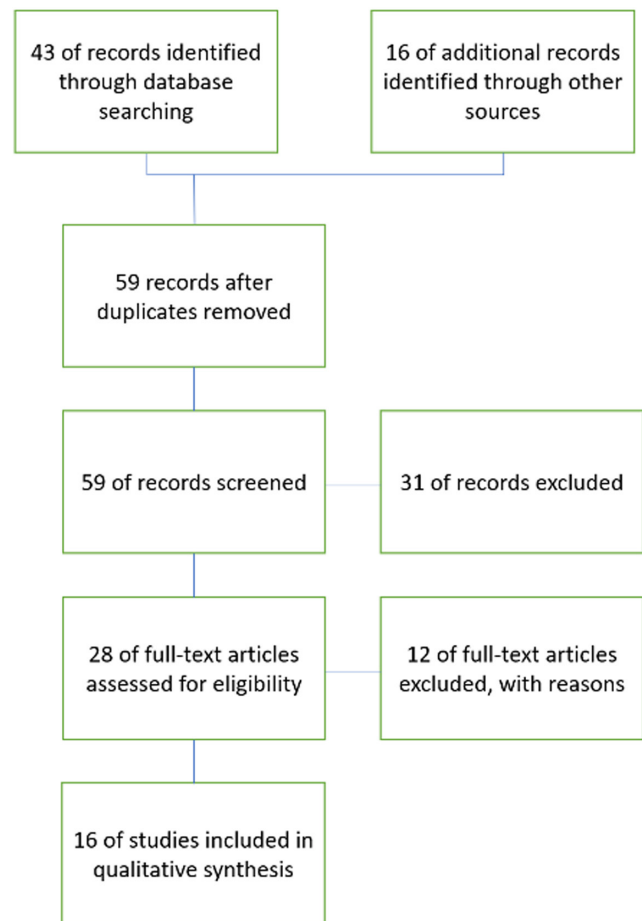 43 of records identified
through database
searching
16 of additional records
identified through other
sources
59 records after
duplicates removed
59 of records screened
31 of records excluded
28 of full-text articles
assessed for eligibility
12 of full-text articles
excluded, with reasons
16 of studies included in
qualitative synthesis